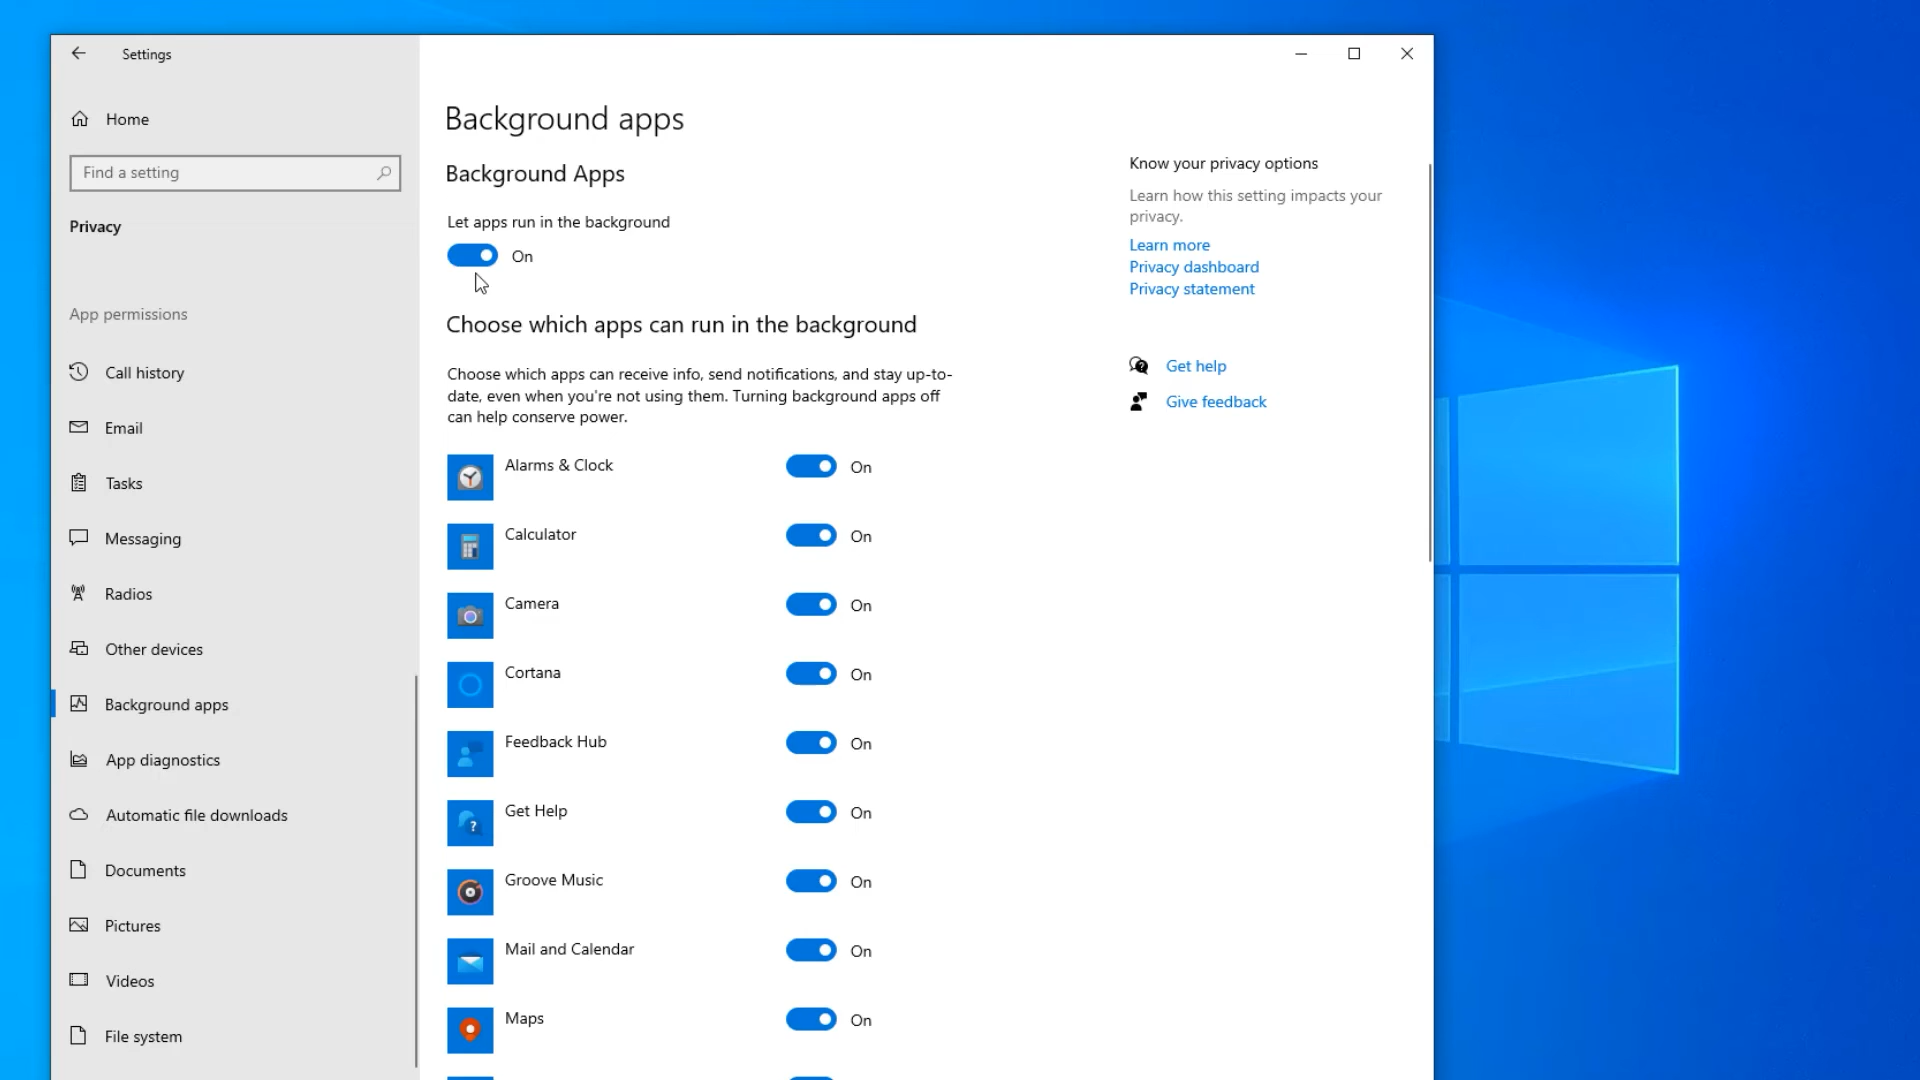 Settings
Home
Find a setting
Privacy
App permissions
Call history
Email
Tasks
Messaging
Radios
Other devices
Background apps
App diagnostics
Automatic file downloads
Documents
Pictures
Videos
File system
Background apps
Background Apps
Let apps run in the background
On
Choose which apps can run in the background
Choose which apps can receive info, send notifications, and stay up-to-
date, even when you're not using them. Turning background apps off
can help conserve power.
Alarms & Clock On
Calculator On
Camera On
Cortana On
Feedback Hub On
Get Help On
Groove Music On
Mail and Calendar On
Maps On
Know your privacy options
Learn how this setting impacts your
privacy.
Learn more
Privacy dashboard
Privacy statement
Get help
Give feedback